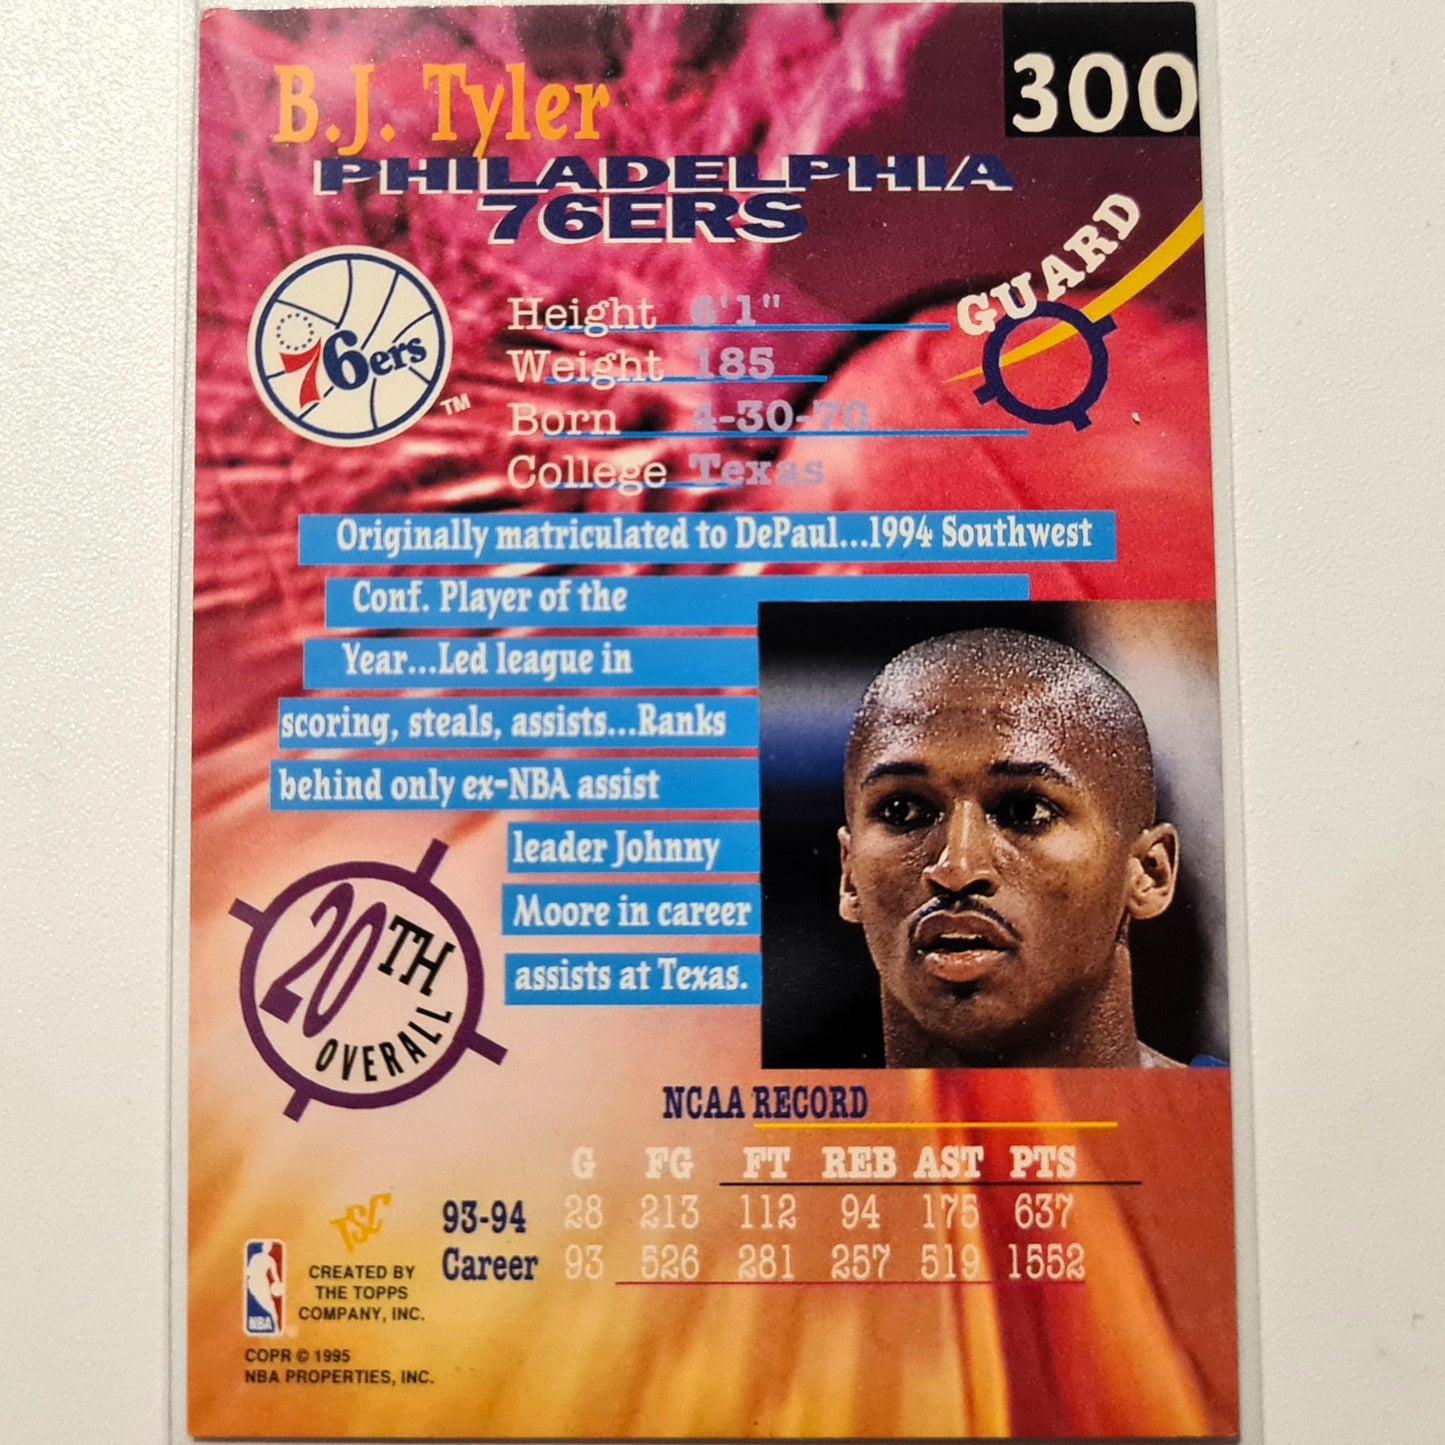 B.J. Tyler
300
PHILADELPHIA
76ERS
GUARD
76ers
TM
Height 6'1"
Weight 185
Born 4-30-70
College Texas
Originally matriculated to DePaul...1994 Southwest
Conf. Player of the
Year...Led league in
scoring, steals, assists...Ranks
behind only ex-NBA assist
leader Johnny
Moore in career
assists at Texas.
20TH
OVERALL
NCAA RECORD
G FG FT REB AST PTS
93-94 28 213 112 94 175 637
Career 93 526 281 257 519 1552
TSC
CREATED BY
THE TOPPS
COMPANY, INC.
NBA
COPR © 1995
NBA PROPERTIES, INC.